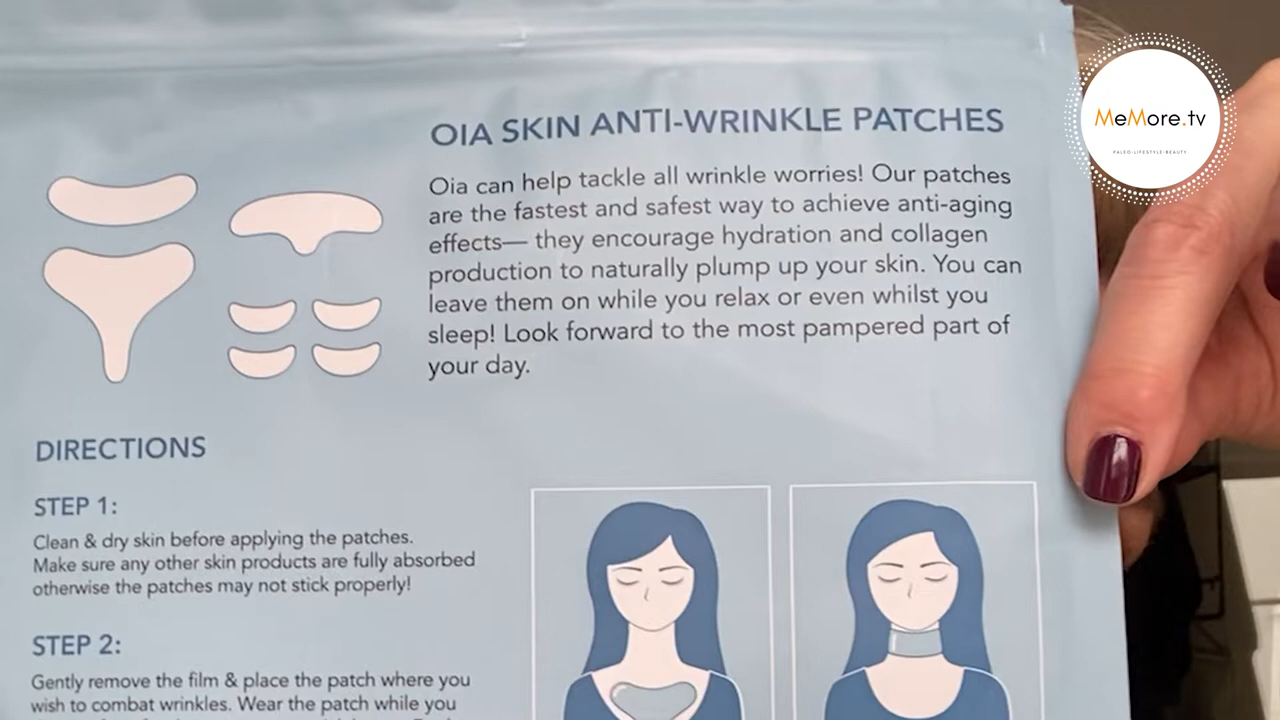 OIA SKIN ANTI-WRINKLE PATCHES
Oia can help tackle all wrinkle worries! Our patches
are the fastest and safest way to achieve anti-aging
effects— they encourage hydration and collagen
production to naturally plump up your skin. You can
leave them on while you relax or even whilst you
sleep! Look forward to the most pampered part of
your day.
DIRECTIONS
STEP 1:
Clean & dry skin before applying the patches.
Make sure any other skin products are fully absorbed
otherwise the patches may not stick properly!
STEP 2:
Gently remove the film & place the patch where you
wish to combat wrinkles. Wear the patch while you
MeMore.tv
PALEO-LIFESTYLE-BEAUTY